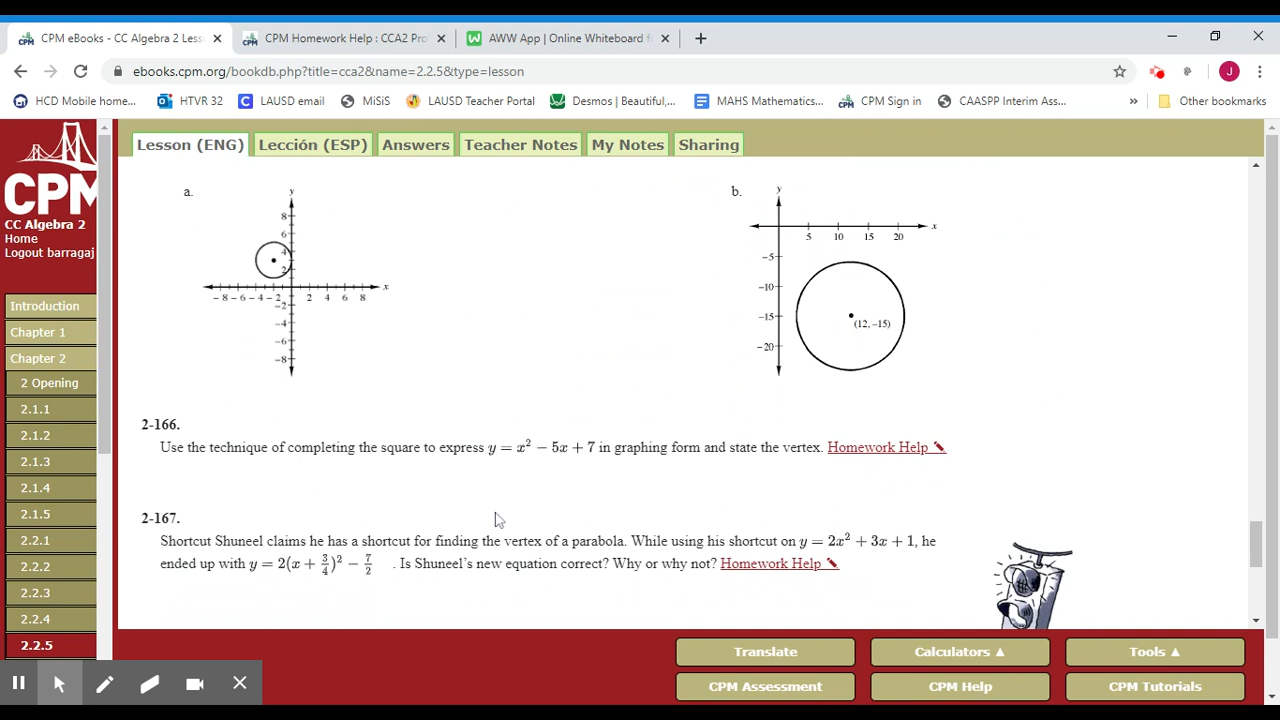 CPM eBooks - CC Algebra 2 Less
CPM Homework Help : CCA2 Pro
AWW App | Online Whiteboard f
ebooks.cpm.org/bookdb.php?title=cca2&name=2.2.5&type=lesson
J
HCD Mobile home...
HTVR 32
LAUSD email
MiSiS
LAUSD Teacher Portal
Desmos | Beautiful,...
MAHS Mathematics...
CPM Sign in
CAASPP Interim Ass...
»
Other bookmarks
CPM
CC Algebra 2
Home
Logout barragaj
Introduction
Chapter 1
Chapter 2
2 Opening
2.1.1
2.1.2
2.1.3
2.1.4
2.1.5
2.2.1
2.2.2
2.2.3
2.2.4
2.2.5
Lesson (ENG)
Lección (ESP)
Answers
Teacher Notes
My Notes
Sharing
a.
y
8
6
4
2
-8 -6 -4 -2 2 4 6 8 x
-2
-4
-6
-8
b.
y
5 10 15 20 x
-5
-10
-15
-20
(12, -15)
2-166.
Use the technique of completing the square to express y = x² − 5x + 7 in graphing form and state the vertex. Homework Help
2-167.
Shortcut Shuneel claims he has a shortcut for finding the vertex of a parabola. While using his shortcut on y = 2x² + 3x + 1, he
ended up with y = 2(x + 3/4)² − 7/2 . Is Shuneel's new equation correct? Why or why not? Homework Help
Translate
Calculators ▲
Tools ▲
CPM Assessment
CPM Help
CPM Tutorials